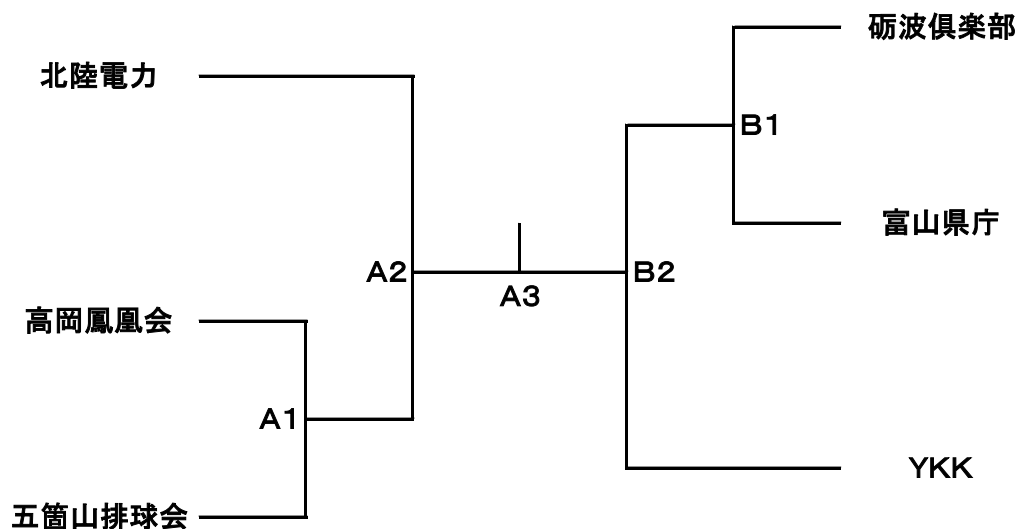 砺波倶楽部
北陸電力
B1
富山県庁
A2
B2
A3
高岡鳳凰会
A1
YKK
五箇山排球会